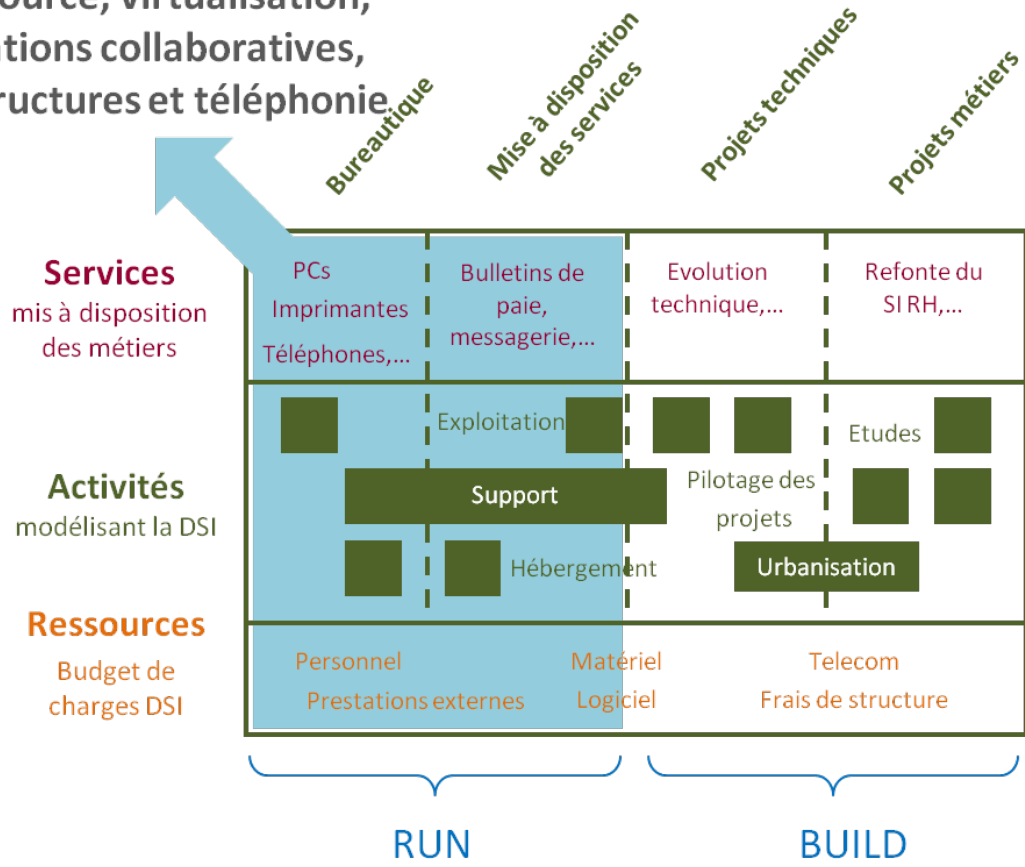 virtualisation,
collaboratives,
et téléphonie
Bureautique
Mise à disposition
des services
Projets techniques
Projets métiers
Services
mis à disposition
des métiers
PCs
Imprimantes
Téléphones,...
Bulletins de
paie,
messagerie,...
Evolution
technique,...
Refonte du
SI RH,...
Activités
modélisant la DSI
Exploitation
Etudes
Support
Pilotage des
projets
Hébergement
Urbanisation
Ressources
Budget de
charges DSI
Personnel
Matériel
Telecom
Prestations externes
Logiciel
Frais de structure
RUN
BUILD